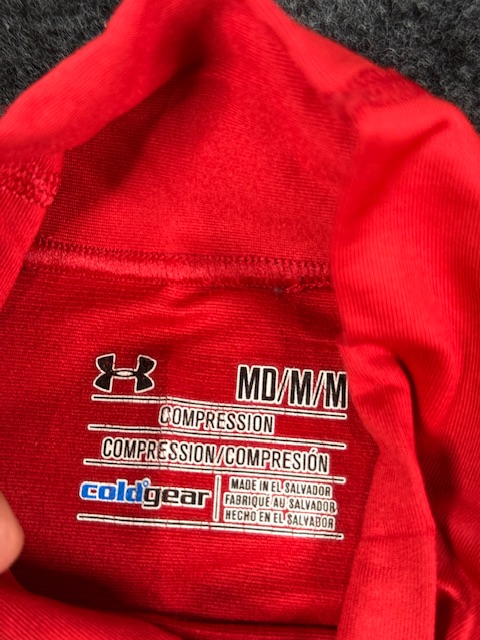 MD/M/M
COMPRESSION
COMPRESSION/COMPRESIÓN
coldgear
MADE IN EL SALVADOR
FABRIQUÉ AU SALVADOR
HECHO EN EL SALVADOR